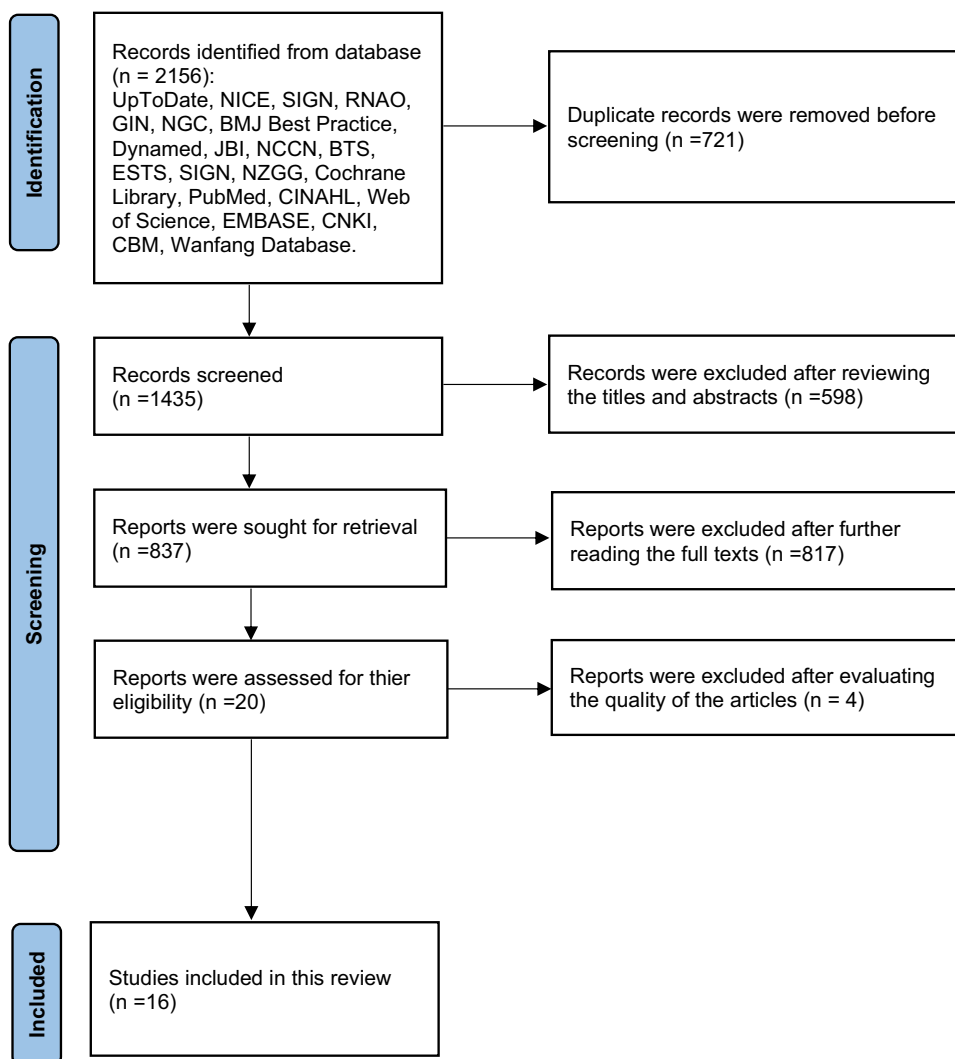 Identification
Records identified from database
(n = 2156):
UpToDate, NICE, SIGN, RNAO,
GIN, NGC, BMJ Best Practice,
Dynamed, JBI, NCCN, BTS,
ESTS, SIGN, NZGG, Cochrane
Library, PubMed, CINAHL, Web
of Science, EMBASE, CNKI,
CBM, Wanfang Database.
Duplicate records were removed before
screening (n =721)
Screening
Records screened
(n =1435)
Records were excluded after reviewing
the titles and abstracts (n =598)
Reports were sought for retrieval
(n =837)
Reports were excluded after further
reading the full texts (n =817)
Reports were assessed for thier
eligibility (n =20)
Reports were excluded after evaluating
the quality of the articles (n = 4)
Included
Studies included in this review
(n =16)